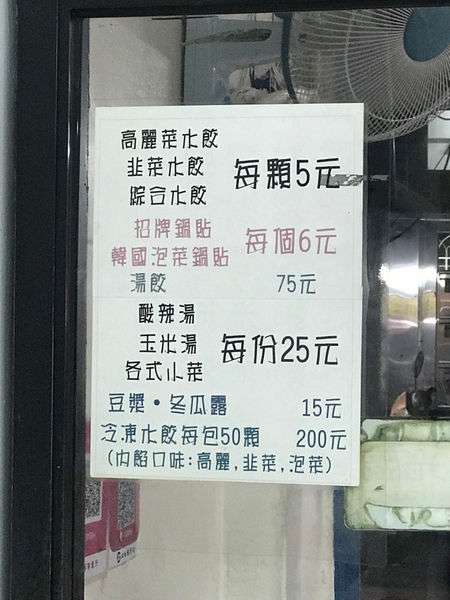 高麗菜水餃
韭菜水餃
綜合水餃
每顆5元
招牌鍋貼
韓國泡菜鍋貼
每個6元
湯餃 75元
酸辣湯
玉米湯
各式小菜
每份25元
豆漿•冬瓜露 15元
冷凍水餃每包50顆 200元
(內餡口味:高麗,韭菜,泡菜)